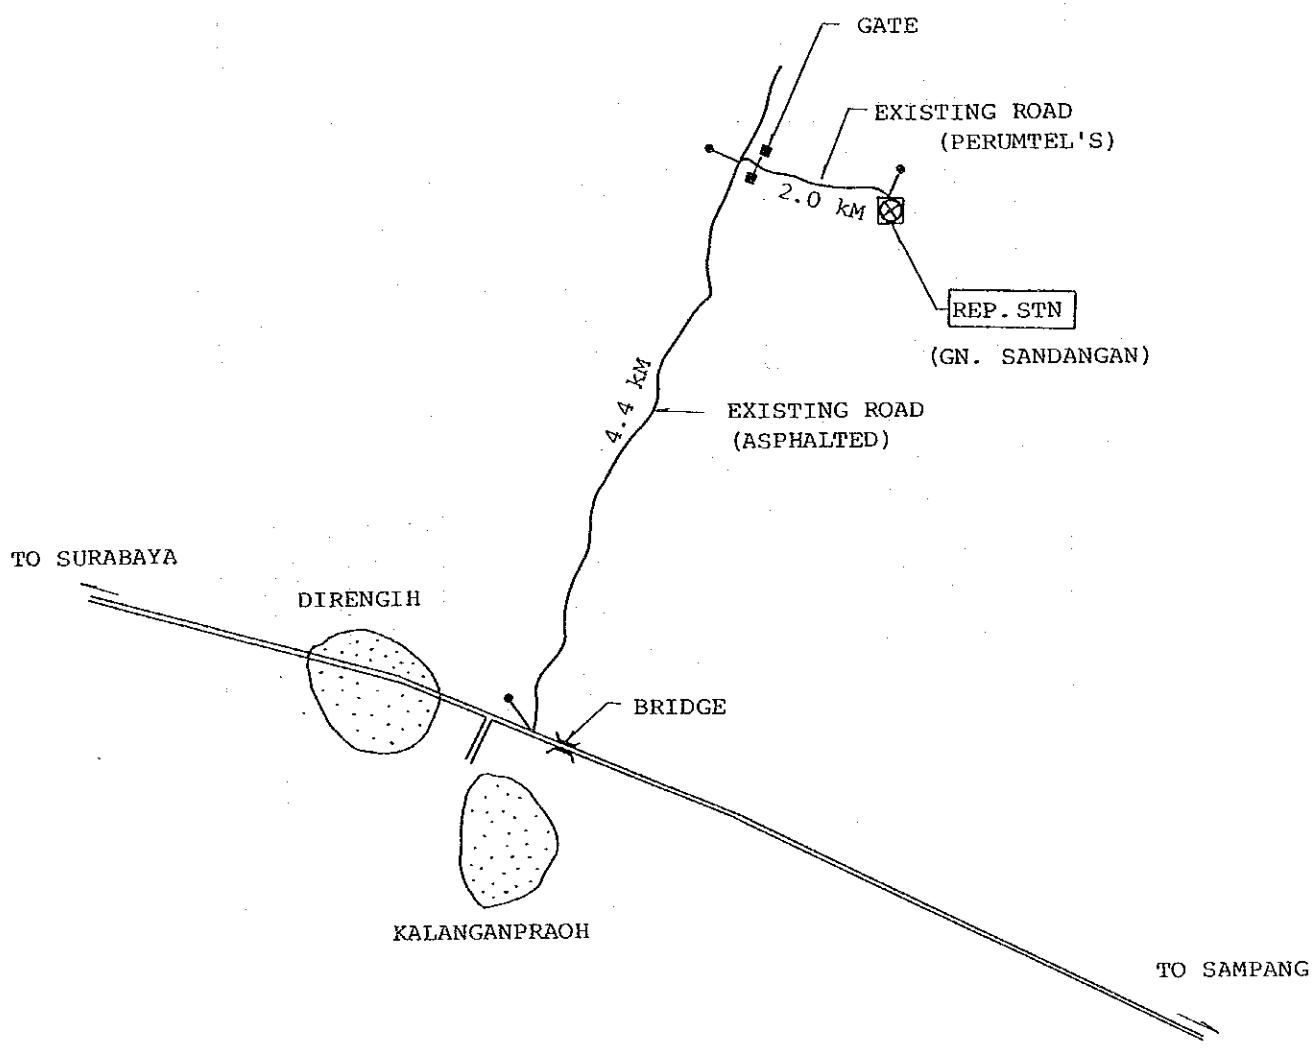 GATE
EXISTING ROAD
(PERUMTEL'S)
2.0 kM
REP. STN
(GN. SANDANGAN)
4.4 kM
EXISTING ROAD
(ASPHALTED)
TO SURABAYA
DIRENGIH
BRIDGE
KALANGANPRAOH
TO SAMPANG